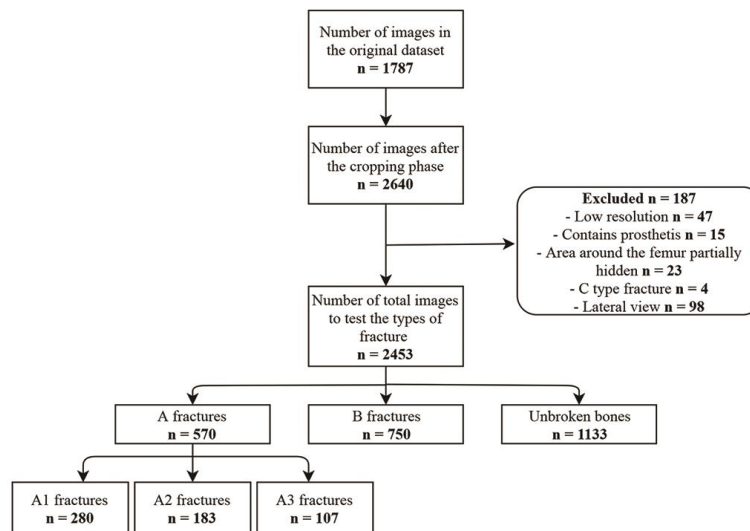 Number of images in
the original dataset
n = 1787
Number of images after
the cropping phase
n = 2640
Excluded n = 187
- Low resolution n = 47
- Contains prosthetis n = 15
- Area around the femur partially
hidden n = 23
- C type fracture n = 4
- Lateral view n = 98
Number of total images
to test the types of
fracture
n = 2453
A fractures
n = 570
B fractures
n = 750
Unbroken bones
n = 1133
A1 fractures
n = 280
A2 fractures
n = 183
A3 fractures
n = 107